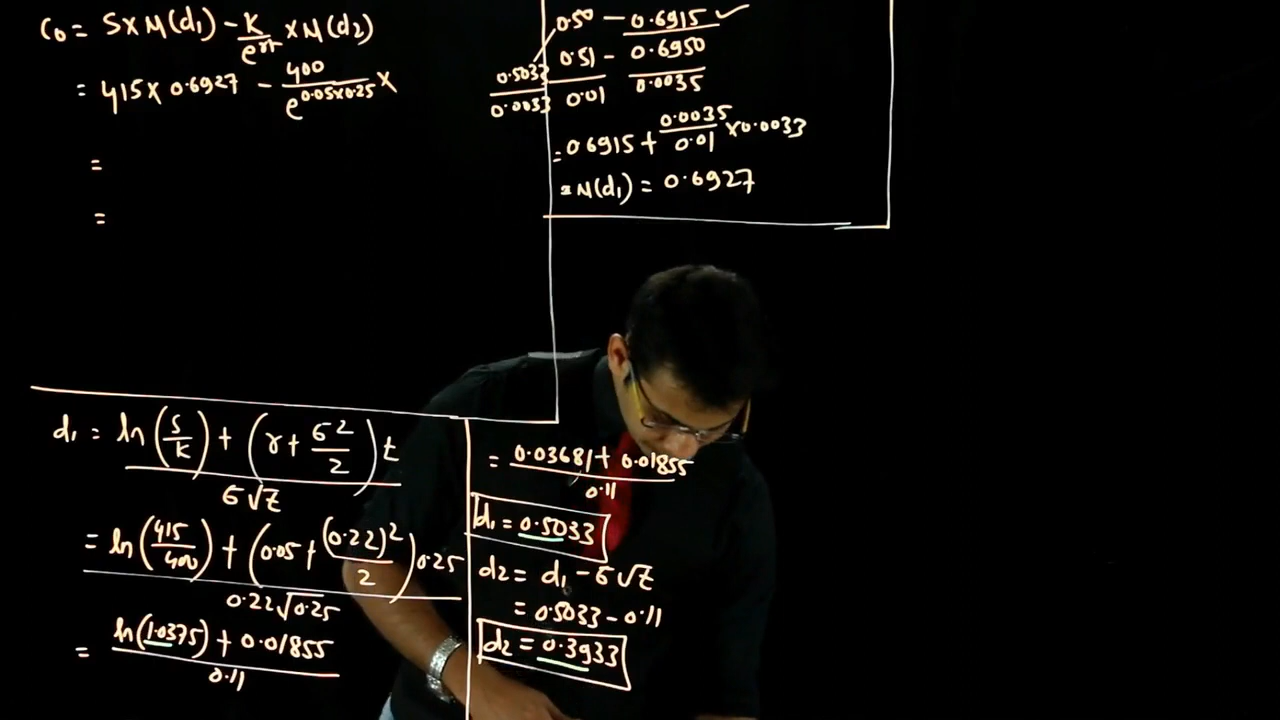 C0 = S×N(d1) − K/e^rt × N(d2)
= 415 × 0.6927 − 400/e^0.05×0.25 ×
=
=
0.50 − 0.6915 ✓
0.51 − 0.6950
0.5033
0.0033 0.01 0.0035
= 0.6915 + 0.0035/0.01 × 0.0033
= N(d1) = 0.6927
d1 = ln(S/K) + (r + σ²/2)t
σ√t
= ln(415/400) + (0.05 + (0.22)²/2)0.25
0.22√0.25
= ln(1.0375) + 0.01855
0.11
= 0.03681 + 0.01855
0.11
d1 = 0.5033
d2 = d1 − σ√t
= 0.5033 − 0.11
d2 = 0.3933